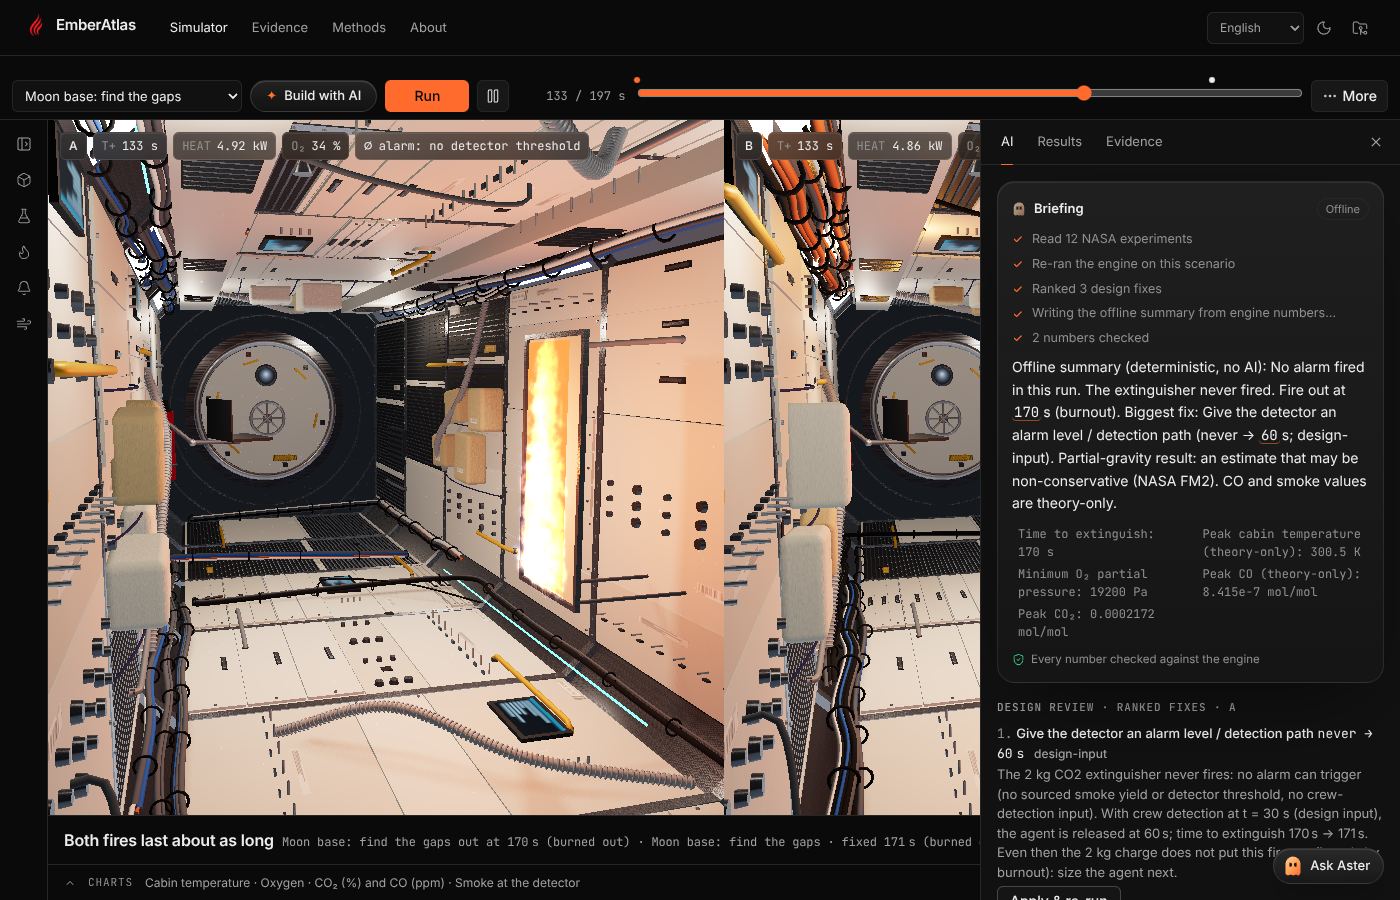 EmberAtlas
Simulator
Evidence
Methods
About
English
Moon base: find the gaps
Build with AI
Run
133 / 197 s
··· More
A
T+ 133 s
HEAT 4.92 kW
O₂ 34 %
Ø alarm: no detector threshold
B
T+ 133 s
HEAT 4.86 kW
O₂
AI
Results
Evidence
Briefing
Offline
Read 12 NASA experiments
Re-ran the engine on this scenario
Ranked 3 design fixes
Writing the offline summary from engine numbers...
2 numbers checked
Offline summary (deterministic, no AI): No alarm fired
in this run. The extinguisher never fired. Fire out at
170 s (burnout). Biggest fix: Give the detector an
alarm level / detection path (never → 60 s; design-
input). Partial-gravity result: an estimate that may be
non-conservative (NASA FM2). CO and smoke values
are theory-only.
Time to extinguish:
170 s
Peak cabin temperature
(theory-only): 300.5 K
Minimum O₂ partial
pressure: 19200 Pa
Peak CO (theory-only):
8.415e-7 mol/mol
Peak CO₂: 0.0002172
mol/mol
Every number checked against the engine
DESIGN REVIEW · RANKED FIXES · A
1. Give the detector an alarm level / detection path never →
60 s design-input
The 2 kg CO2 extinguisher never fires: no alarm can trigger
(no sourced smoke yield or detector threshold, no crew-
detection input). With crew detection at t = 30 s (design input),
the agent is released at 60 s; time to extinguish 170 s → 171 s.
Even then the 2 kg charge does not put this
burnout): size the agent next.
Apply & re-run
Ask Aster
Both fires last about as long
Moon base: find the gaps out at 170 s (burned out) · Moon base: find the gaps · fixed 171 s (burned
CHARTS
Cabin temperature · Oxygen · CO₂ (%) and CO (ppm) · Smoke at the detector